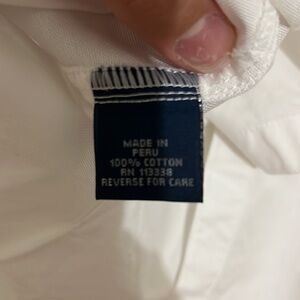 MADE IN
PERU
100% COTTON
RN 113338
REVERSE FOR CARE